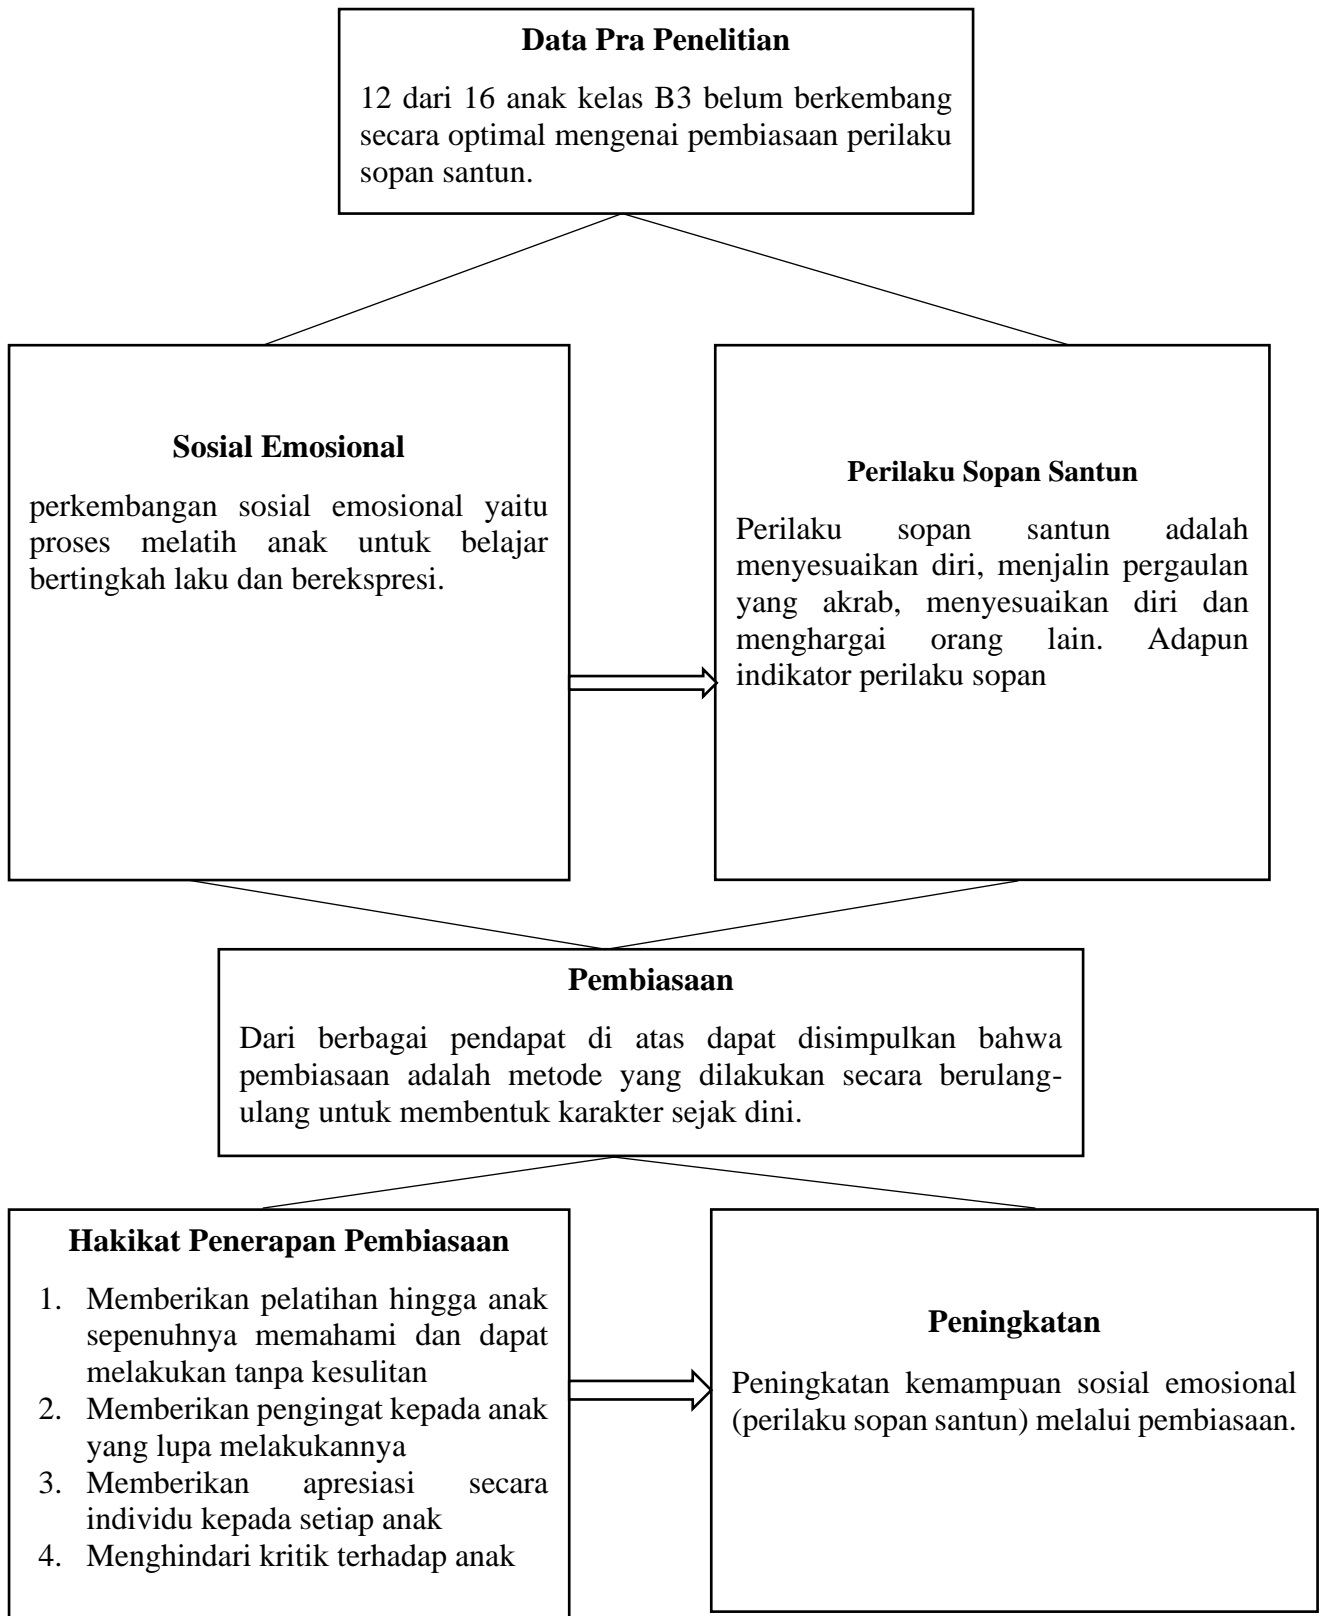 Data Pra Penelitian
12 dari 16 anak kelas B3 belum berkembang
secara optimal mengenai pembiasaan perilaku
sopan santun.
Sosial Emosional
perkembangan sosial emosional yaitu
proses melatih anak untuk belajar
bertingkah laku dan berekspresi.
Perilaku Sopan Santun
Perilaku sopan santun adalah
menyesuaikan diri, menjalin pergaulan
yang akrab, menyesuaikan diri dan
menghargai orang lain. Adapun
indikator perilaku sopan
Pembiasaan
Dari berbagai pendapat di atas dapat disimpulkan bahwa
pembiasaan adalah metode yang dilakukan secara berulang-
ulang untuk membentuk karakter sejak dini.
Hakikat Penerapan Pembiasaan
1. Memberikan pelatihan hingga anak
sepenuhnya memahami dan dapat
melakukan tanpa kesulitan
2. Memberikan pengingat kepada anak
yang lupa melakukannya
3. Memberikan apresiasi secara
individu kepada setiap anak
4. Menghindari kritik terhadap anak
Peningkatan
Peningkatan kemampuan sosial emosional
(perilaku sopan santun) melalui pembiasaan.